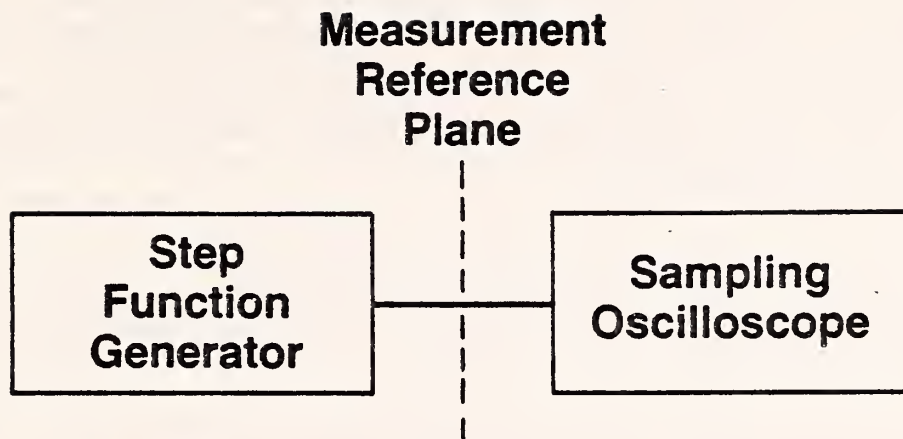 Measurement
Reference
Plane
Step
Function
Generator
Sampling
Oscilloscope